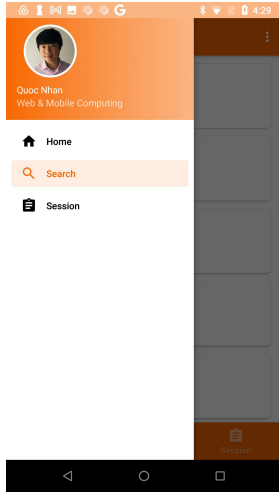 4:29
Quoc Nhan
Web & Mobile Computing
Home
Search
Session
Session